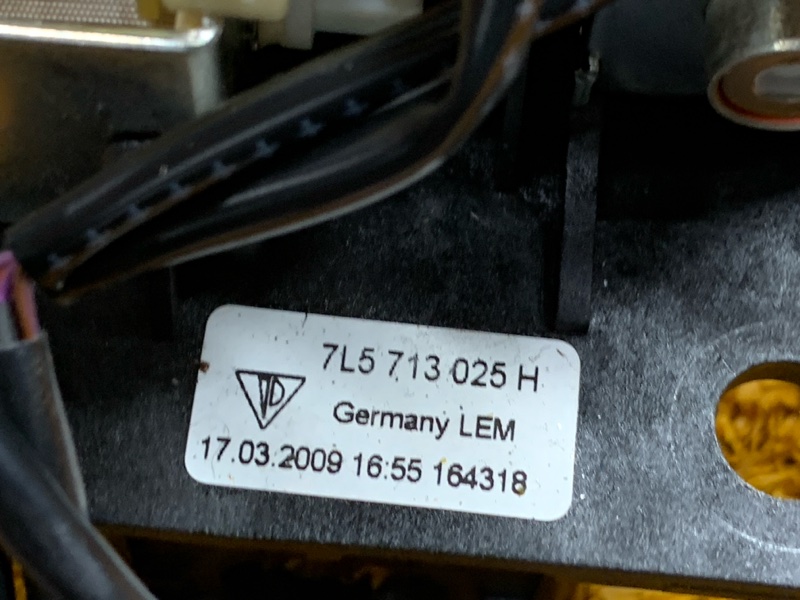 7L5 713 025 H
Germany LEM
17.03.2009 16:55 164318